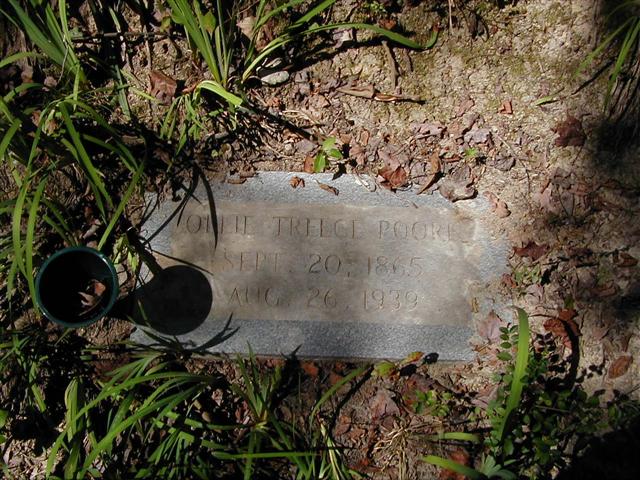 OLLIE TREECE POORE
SEPT. 20, 1865
AUG. 26, 1939